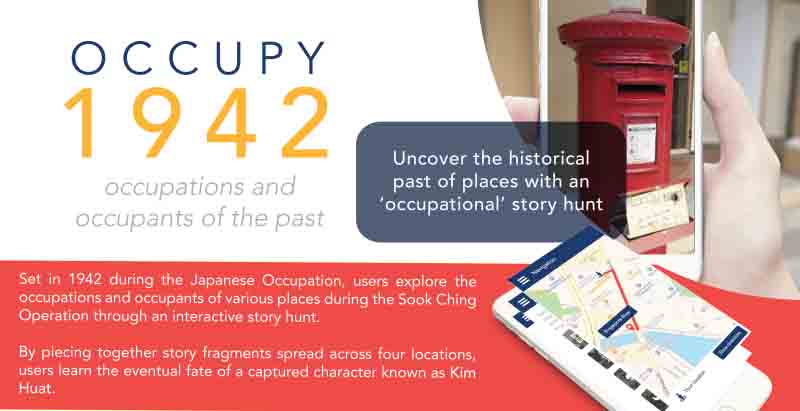 OCCUPY
1942
occupations and
occupants of the past
Uncover the historical
past of places with an
‘occupational’ story hunt
Set in 1942 during the Japanese Occupation, users explore the
occupations and occupants of various places during the Sook Ching
Operation through an interactive story hunt.
By piecing together story fragments spread across four locations,
users learn the eventual fate of a captured character known as Kim
Huat.
Navigation